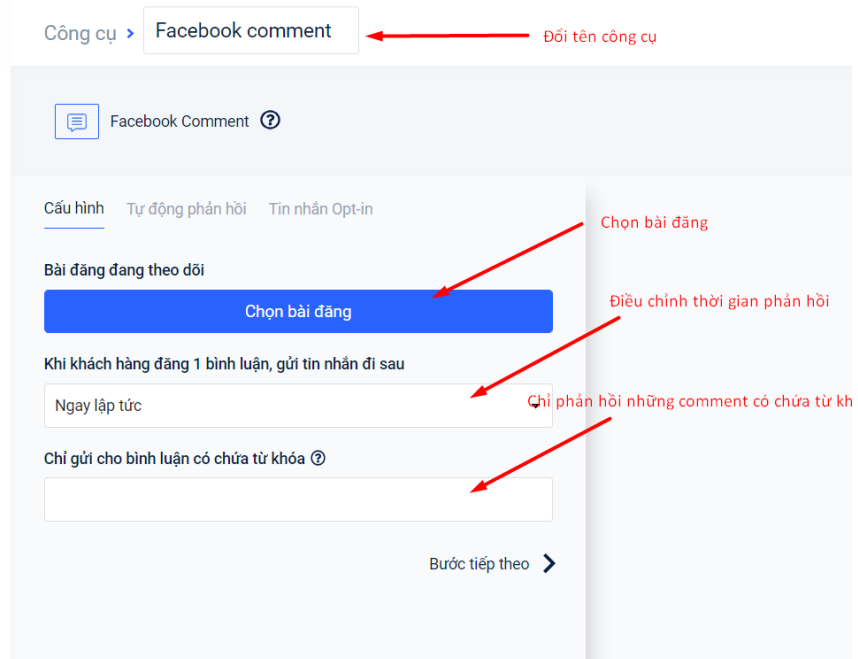 Công cụ > Facebook comment Đổi tên công cụ
Facebook Comment ?
Cấu hình Tự động phản hồi Tin nhắn Opt-in
Chọn bài đăng
Bài đăng đang theo dõi
Chọn bài đăng
Điều chỉnh thời gian phản hồi
Khi khách hàng đăng 1 bình luận, gửi tin nhắn đi sau
Ngay lập tức
Chỉ phản hồi những comment có chứa từ kh
Chỉ gửi cho bình luận có chứa từ khóa ?
Bước tiếp theo